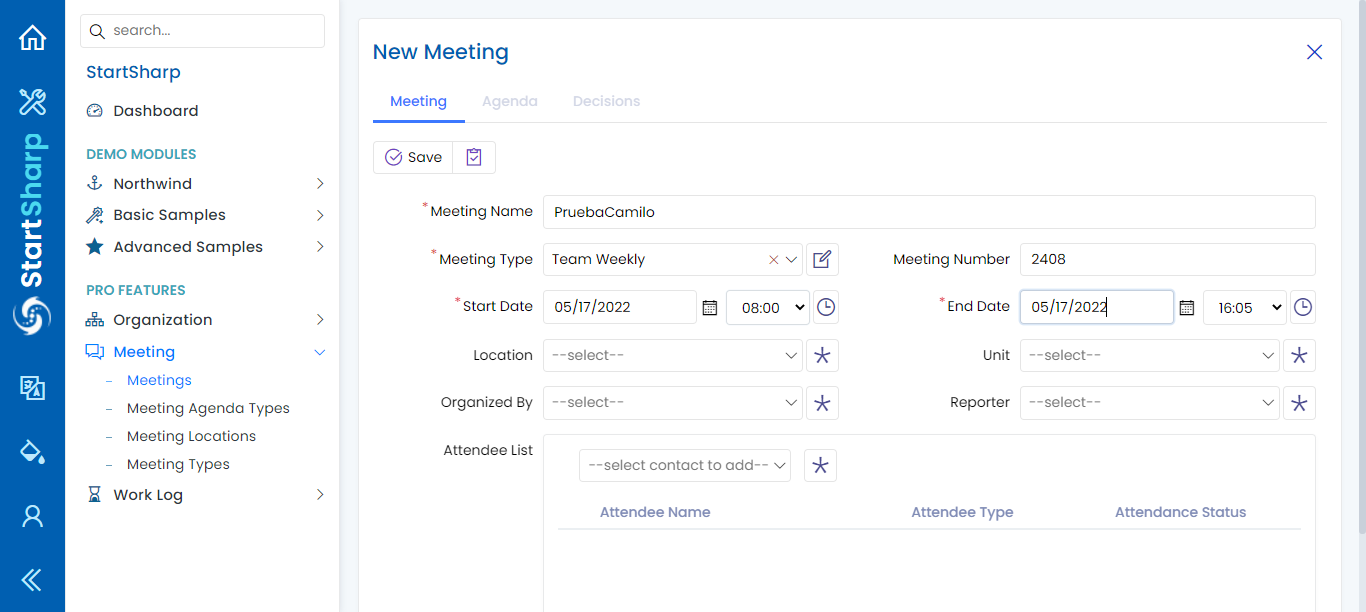 search...
StartSharp
StartSharp
Dashboard
DEMO MODULES
Northwind
Basic Samples
Advanced Samples
PRO FEATURES
Organization
Meeting
– Meetings
– Meeting Agenda Types
– Meeting Locations
– Meeting Types
Work Log
New Meeting
Meeting Agenda Decisions
Save
*Meeting Name PruebaCamilo
*Meeting Type Team Weekly Meeting Number 2408
*Start Date 05/17/2022 08:00 *End Date 05/17/2022 16:05
Location --select-- Unit --select--
Organized By --select-- Reporter --select--
Attendee List
--select contact to add--
Attendee Name Attendee Type Attendance Status